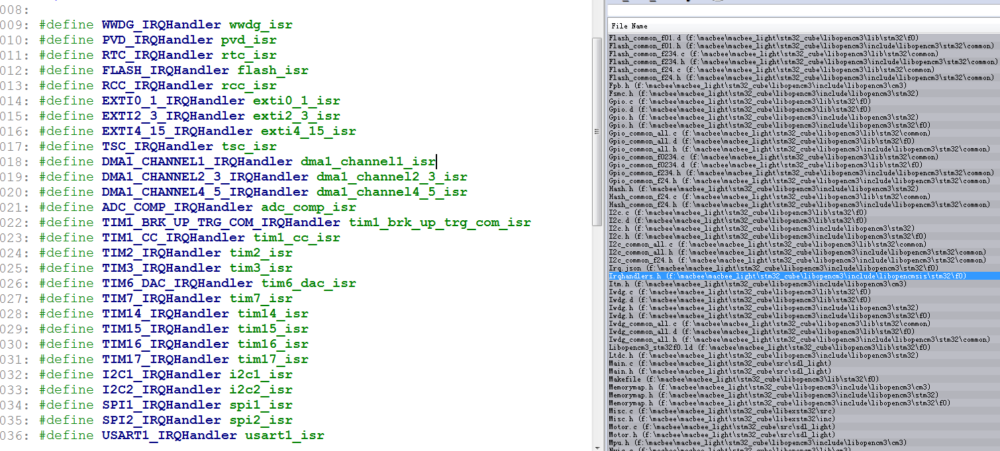 008:
009: #define WWDG_IRQHandler wwdg_isr
010: #define PVD_IRQHandler pvd_isr
011: #define RTC_IRQHandler rtc_isr
012: #define FLASH_IRQHandler flash_isr
013: #define RCC_IRQHandler rcc_isr
014: #define EXTI0_1_IRQHandler exti0_1_isr
015: #define EXTI2_3_IRQHandler exti2_3_isr
016: #define EXTI4_15_IRQHandler exti4_15_isr
017: #define TSC_IRQHandler tsc_isr
018: #define DMA1_CHANNEL1_IRQHandler dma1_channel1_isr
019: #define DMA1_CHANNEL2_3_IRQHandler dma1_channel2_3_isr
020: #define DMA1_CHANNEL4_5_IRQHandler dma1_channel4_5_isr
021: #define ADC_COMP_IRQHandler adc_comp_isr
022: #define TIM1_BRK_UP_TRG_COM_IRQHandler tim1_brk_up_trg_com_isr
023: #define TIM1_CC_IRQHandler tim1_cc_isr
024: #define TIM2_IRQHandler tim2_isr
025: #define TIM3_IRQHandler tim3_isr
026: #define TIM6_DAC_IRQHandler tim6_dac_isr
027: #define TIM7_IRQHandler tim7_isr
028: #define TIM14_IRQHandler tim14_isr
029: #define TIM15_IRQHandler tim15_isr
030: #define TIM16_IRQHandler tim16_isr
031: #define TIM17_IRQHandler tim17_isr
032: #define I2C1_IRQHandler i2c1_isr
033: #define I2C2_IRQHandler i2c2_isr
034: #define SPI1_IRQHandler spi1_isr
035: #define SPI2_IRQHandler spi2_isr
036: #define USART1_IRQHandler usart1_isr
File Name
Flash_common_f01.d (f:\macbee\macbee_light\stm32_cube\libopencm3\lib\stm32\f0)
Flash_common_f01.h (f:\macbee\macbee_light\stm32_cube\libopencm3\include\libopencm3\stm32\common)
Flash_common_f234.c (f:\macbee\macbee_light\stm32_cube\libopencm3\lib\stm32\common)
Flash_common_f234.h (f:\macbee\macbee_light\stm32_cube\libopencm3\include\libopencm3\stm32\common)
Flash_common_f24.c (f:\macbee\macbee_light\stm32_cube\libopencm3\lib\stm32\common)
Flash_common_f24.h (f:\macbee\macbee_light\stm32_cube\libopencm3\include\libopencm3\stm32\common)
Fpb.h (f:\macbee\macbee_light\stm32_cube\libopencm3\include\libopencm3\cm3)
Fsmc.h (f:\macbee\macbee_light\stm32_cube\libopencm3\include\libopencm3\stm32)
Gpio.c (f:\macbee\macbee_light\stm32_cube\libopencm3\lib\stm32\f0)
Gpio.d (f:\macbee\macbee_light\stm32_cube\libopencm3\lib\stm32\f0)
Gpio.h (f:\macbee\macbee_light\stm32_cube\libopencm3\include\libopencm3\stm32)
Gpio.h (f:\macbee\macbee_light\stm32_cube\libopencm3\include\libopencm3\stm32\f0)
Gpio_common_all.c (f:\macbee\macbee_light\stm32_cube\libopencm3\lib\stm32\common)
Gpio_common_all.d (f:\macbee\macbee_light\stm32_cube\libopencm3\lib\stm32\f0)
Gpio_common_all.h (f:\macbee\macbee_light\stm32_cube\libopencm3\include\libopencm3\stm32\common)
Gpio_common_f0234.c (f:\macbee\macbee_light\stm32_cube\libopencm3\lib\stm32\common)
Gpio_common_f0234.d (f:\macbee\macbee_light\stm32_cube\libopencm3\lib\stm32\f0)
Gpio_common_f234.h (f:\macbee\macbee_light\stm32_cube\libopencm3\include\libopencm3\stm32\common)
Gpio_common_f24.h (f:\macbee\macbee_light\stm32_cube\libopencm3\include\libopencm3\stm32\common)
Hash.h (f:\macbee\macbee_light\stm32_cube\libopencm3\include\libopencm3\stm32)
Hash_common_f24.c (f:\macbee\macbee_light\stm32_cube\libopencm3\lib\stm32\common)
Hash_common_f24.h (f:\macbee\macbee_light\stm32_cube\libopencm3\include\libopencm3\stm32\common)
I2c.c (f:\macbee\macbee_light\stm32_cube\libopencm3\lib\stm32\f0)
I2c.d (f:\macbee\macbee_light\stm32_cube\libopencm3\lib\stm32\f0)
I2c.h (f:\macbee\macbee_light\stm32_cube\libopencm3\include\libopencm3\stm32)
I2c.h (f:\macbee\macbee_light\stm32_cube\libopencm3\include\libopencm3\stm32\f0)
I2c_common_all.c (f:\macbee\macbee_light\stm32_cube\libopencm3\lib\stm32\common)
I2c_common_all.h (f:\macbee\macbee_light\stm32_cube\libopencm3\include\libopencm3\stm32\common)
I2c_common_f24.h (f:\macbee\macbee_light\stm32_cube\libopencm3\include\libopencm3\stm32\common)
Irq.json (f:\macbee\macbee_light\stm32_cube\libopencm3\include\libopencm3\stm32\f0)
Irqhandlers.h (f:\macbee\macbee_light\stm32_cube\libopencm3\include\libopencmsis\stm32\f0)
Itm.h (f:\macbee\macbee_light\stm32_cube\libopencm3\include\libopencm3\cm3)
Iwdg.c (f:\macbee\macbee_light\stm32_cube\libopencm3\lib\stm32\f0)
Iwdg.d (f:\macbee\macbee_light\stm32_cube\libopencm3\lib\stm32\f0)
Iwdg.h (f:\macbee\macbee_light\stm32_cube\libopencm3\include\libopencm3\stm32)
Iwdg.h (f:\macbee\macbee_light\stm32_cube\libopencm3\include\libopencm3\stm32\f0)
Iwdg_common_all.c (f:\macbee\macbee_light\stm32_cube\libopencm3\lib\stm32\common)
Iwdg_common_all.d (f:\macbee\macbee_light\stm32_cube\libopencm3\lib\stm32\f0)
Iwdg_common_all.h (f:\macbee\macbee_light\stm32_cube\libopencm3\include\libopencm3\stm32\common)
Libopencm3_stm32f0.ld (f:\macbee\macbee_light\stm32_cube\libopencm3\lib\stm32\f0)
Ltdc.h (f:\macbee\macbee_light\stm32_cube\libopencm3\include\libopencm3\stm32)
Main.c (f:\macbee\macbee_light\stm32_cube\src\sdl_light)
Main.h (f:\macbee\macbee_light\stm32_cube\src\sdl_light)
Makefile (f:\macbee\macbee_light\stm32_cube\libopencm3\lib\stm32\f0)
Memorymap.h (f:\macbee\macbee_light\stm32_cube\libopencm3\include\libopencm3\cm3)
Memorymap.h (f:\macbee\macbee_light\stm32_cube\libopencm3\include\libopencm3\stm32)
Memorymap.h (f:\macbee\macbee_light\stm32_cube\libopencm3\include\libopencm3\stm32\f0)
Misc.c (f:\macbee\macbee_light\stm32_cube\libexstm32\src)
Misc.h (f:\macbee\macbee_light\stm32_cube\libexstm32\inc)
Motor.c (f:\macbee\macbee_light\stm32_cube\src\sdl_light)
Motor.h (f:\macbee\macbee_light\stm32_cube\src\sdl_light)
Mpu.h (f:\macbee\macbee_light\stm32_cube\libopencm3\include\libopencm3\cm3)